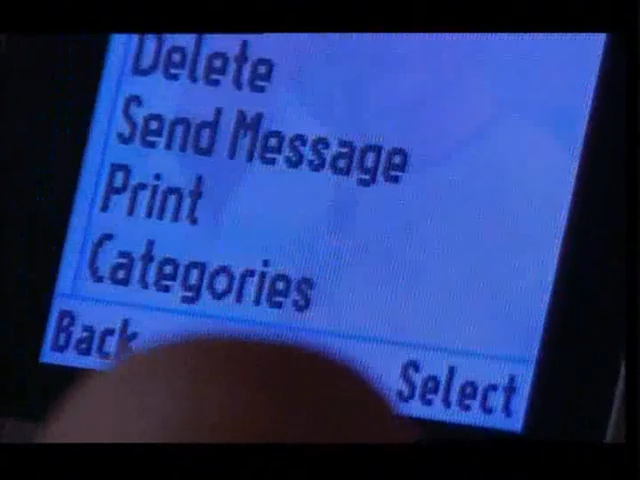 Delete
Send Message
Print
Categories
Back
Select